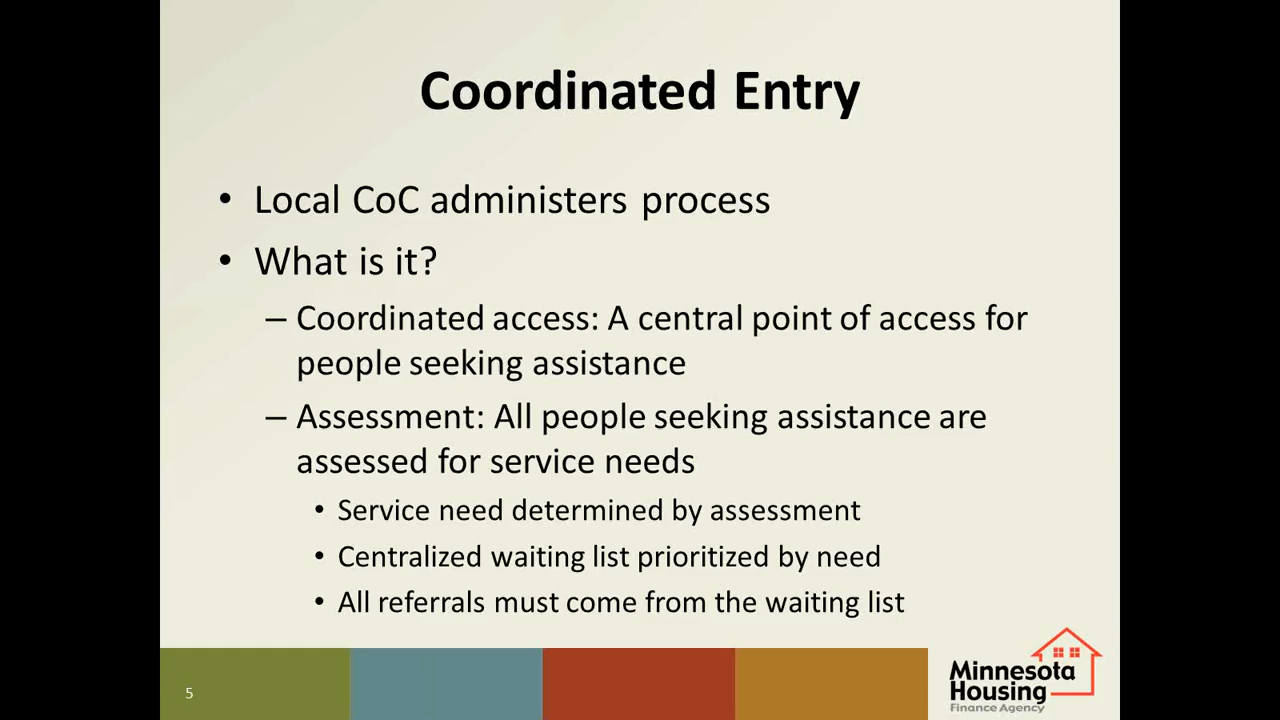 Coordinated Entry
• Local CoC administers process
• What is it?
– Coordinated access: A central point of access for
people seeking assistance
– Assessment: All people seeking assistance are
assessed for service needs
• Service need determined by assessment
• Centralized waiting list prioritized by need
• All referrals must come from the waiting list
5
Minnesota
Housing
Finance Agency